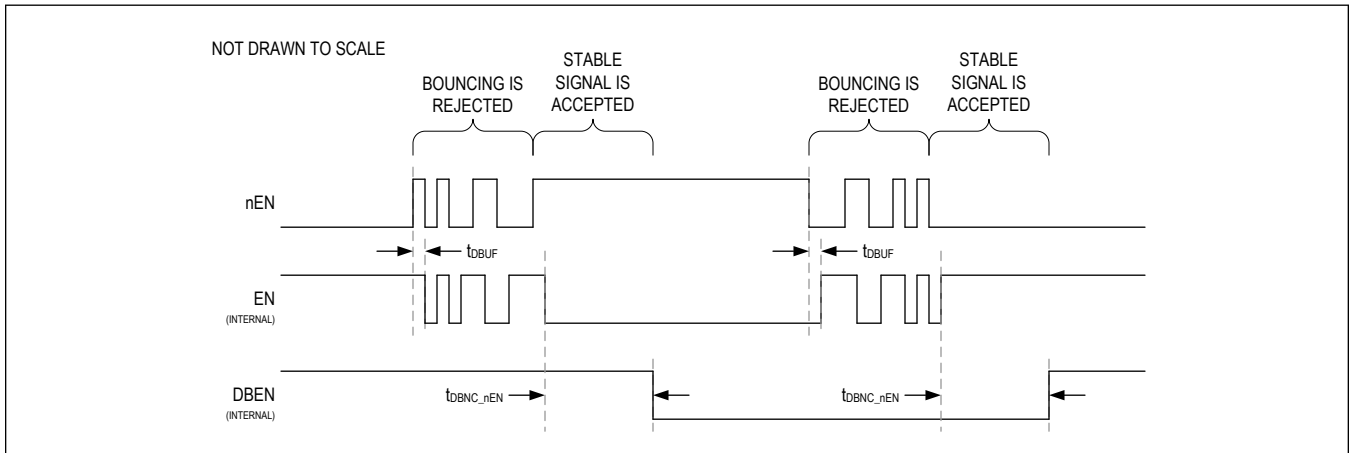 NOT DRAWN TO SCALE
BOUNCING IS
REJECTED
STABLE
SIGNAL IS
ACCEPTED
BOUNCING IS
REJECTED
STABLE
SIGNAL IS
ACCEPTED
nEN
tDBUF
tDBUF
EN
(INTERNAL)
DBEN
(INTERNAL)
tDBNC_nEN
tDBNC_nEN